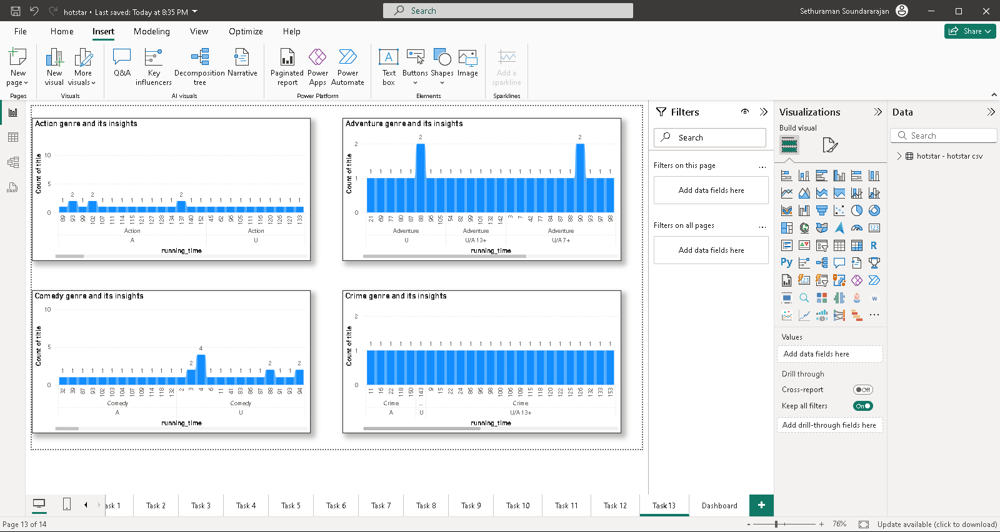 hotstar • Last saved: Today at 8:35 PM
Search
Sethuraman Soundararajan
File Home Insert Modeling View Optimize Help
Share
New page
New visual
More visuals
Q&A
Key influencers
Decomposition tree
Narrative
Paginated report
Power Apps
Power Automate
Text box
Buttons
Shapes
Image
Add a sparkline
Pages Visuals AI visuals Power Platform Elements Sparklines
Action genre and its insights
Count of title
10
5
0
1 2 1 2 1 1 1 1 1 1 1 1 2 1 1 1 1 1 1 1 1 1 1 1 1
89 93 99 102 107 111 114 115 121 127 128 134 137 140 152 45 62 96 105 111 116 120 126 127 133
Action Action
A U
running_time
Adventure genre and its insights
Count of title
2
1
0
1 1 1 1 1 2 1 1 1 1 1 1 1 1 1 1 1 1 1 1 1 2 1 1 1
21 69 77 80 87 88 96 105 54 82 99 101 132 142 3 7 42 77 84 87 88 90 93 97 98
Adventure Adventure Adventure
U U/A 13+ U/A 7+
running_time
Comedy genre and its insights
Count of title
10
5
0
1 1 1 1 1 1 1 1 1 1 1 1 1 2 4 1 1 1 1 1 1 2 1 1 2
32 39 87 93 102 103 104 107 109 114 118 132 2 3 4 6 11 41 83 86 87 88 91 93 94
Comedy Comedy
A U
running_time
Crime genre and its insights
Count of title
2
1
0
1 1 1 1 1 1 1 1 1 1 1 1 1 1 1 1 1 1 1 1 1 1 1 1 1
11 16 22 118 150 143 9 15 22 24 86 96 98 100 106 109 115 118 120 122 125 126 132 133 153
Crime ... Crime
A U U/A 13+
running_time
Filters
Search
Filters on this page ...
Add data fields here
Filters on all pages ...
Add data fields here
Visualizations
Build visual
123
R
Py
123
W
...
Values
Add data fields here
Drill through
Cross-report Off
Keep all filters On
Add drill-through fields here
Data
Search
hotstar - hotstar csv
DAX
ask 1 Task 2 Task 3 Task 4 Task 5 Task 6 Task 7 Task 8 Task 9 Task 10 Task 11 Task 12 Task 13 Dashboard +
Page 13 of 14
- + 76%
Update available (click to download)